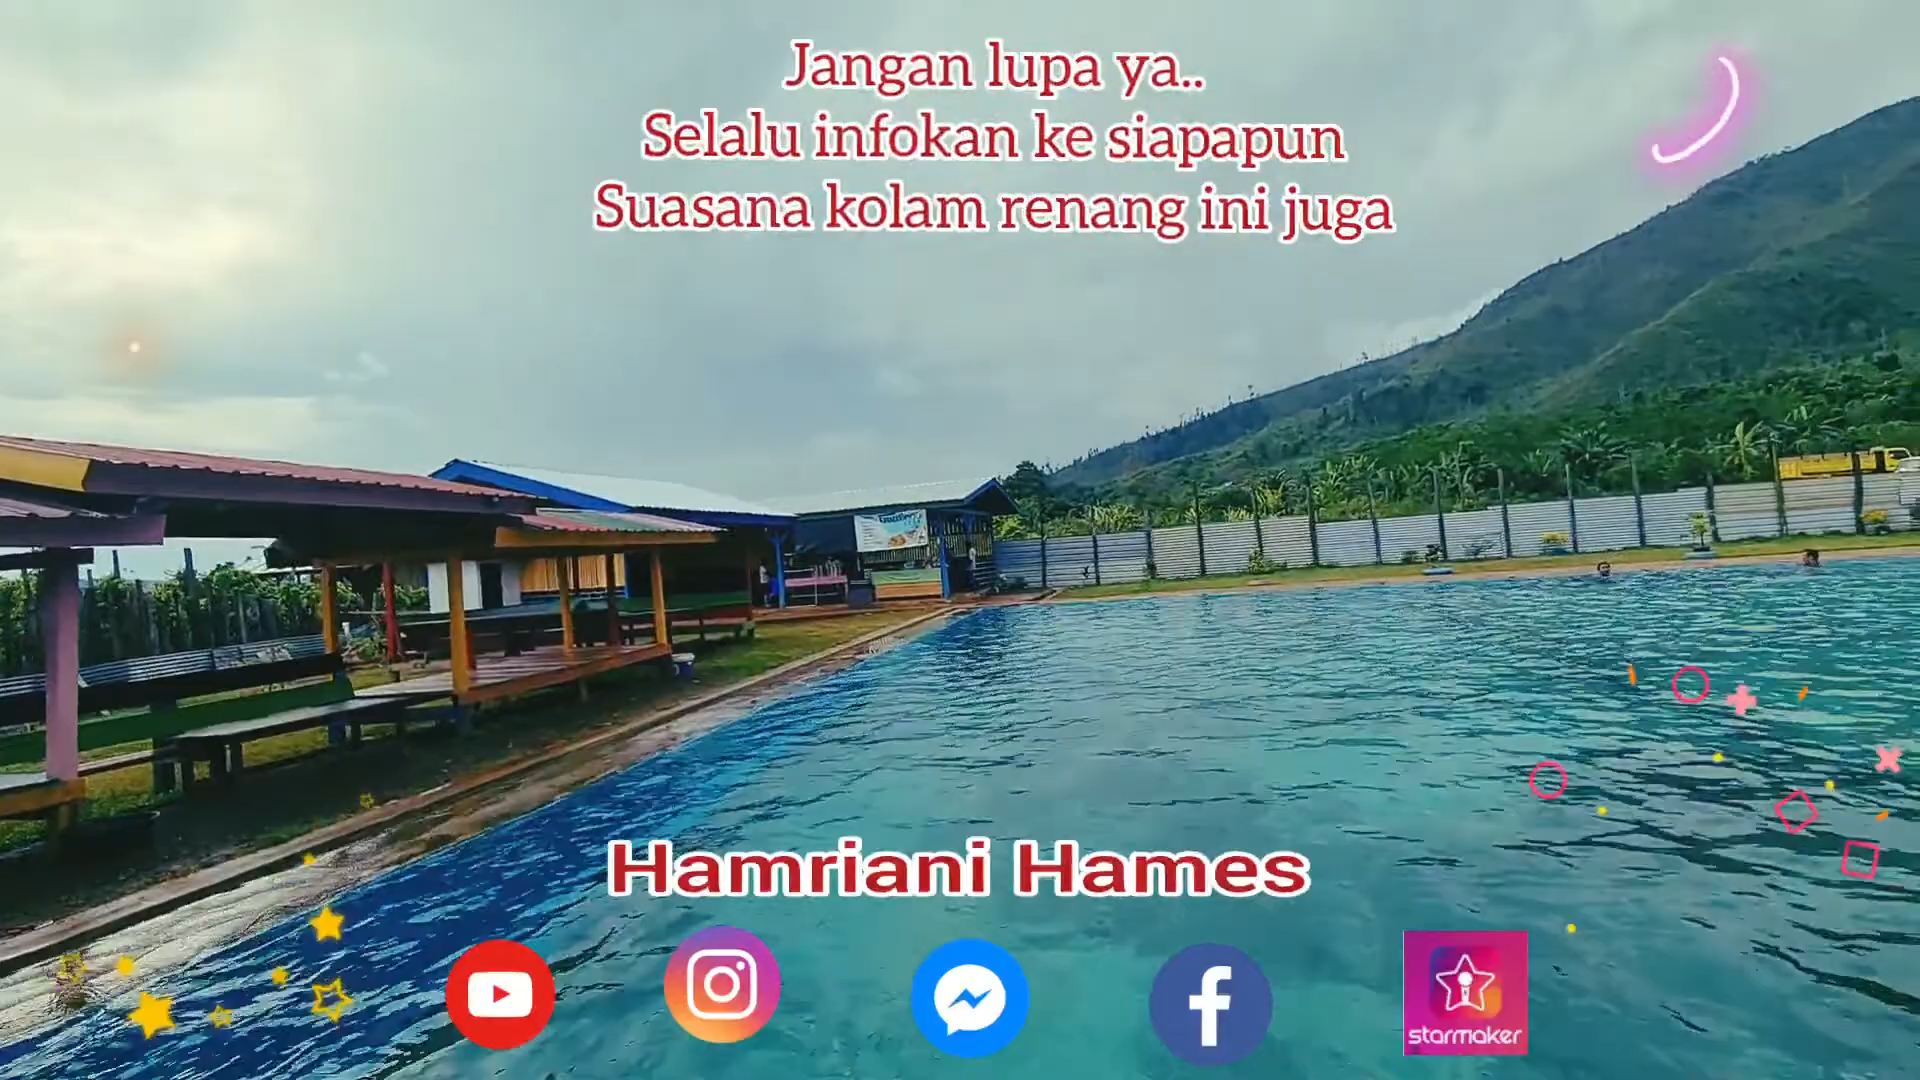 Jangan lupa ya..
Selalu infokan ke siapapun
Suasana kolam renang ini juga
Hamriani Hames
starmaker